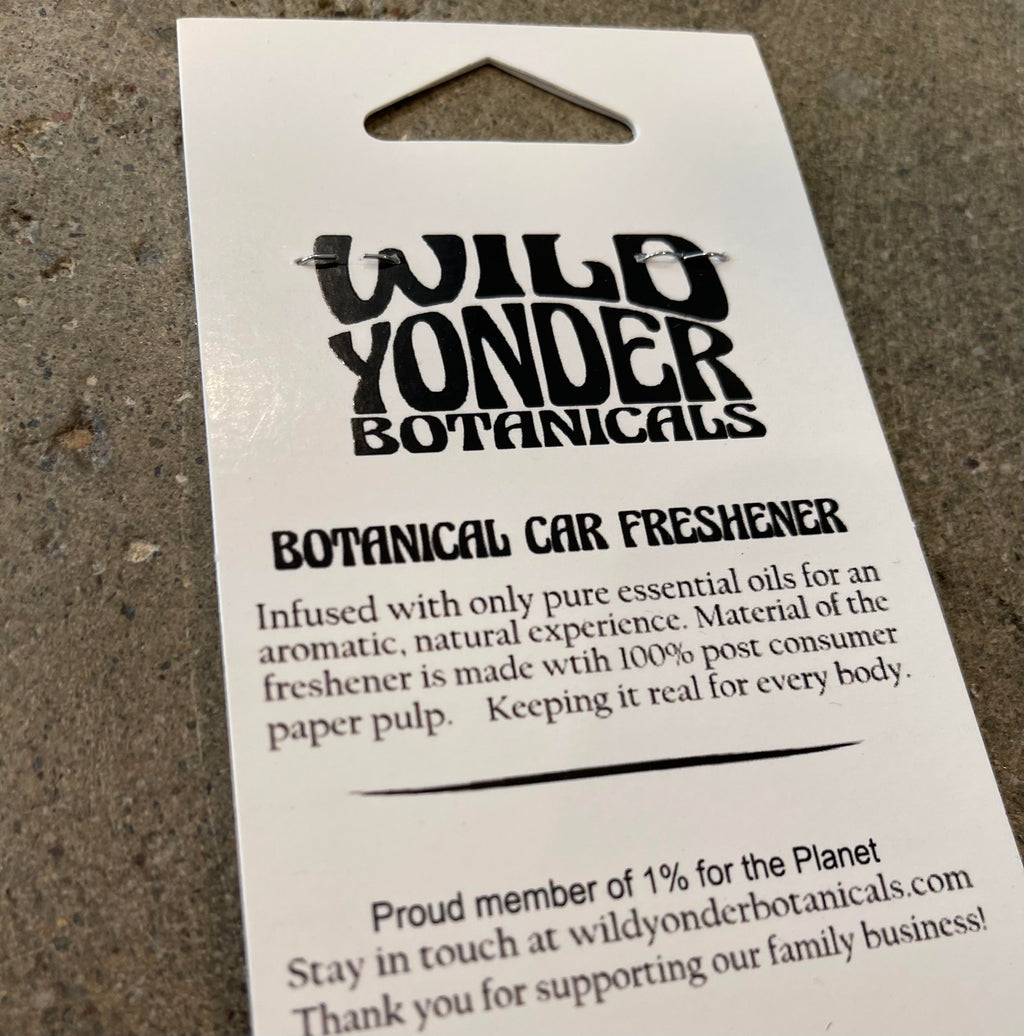 WILD
YONDER
BOTANICALS
BOTANICAL CAR FRESHENER
Infused with only pure essential oils for an
aromatic, natural experience. Material of the
freshener is made wtih 100% post consumer
paper pulp. Keeping it real for every body.
Proud member of 1% for the Planet
Stay in touch at wildyonderbotanicals.com
Thank you for supporting our family business!